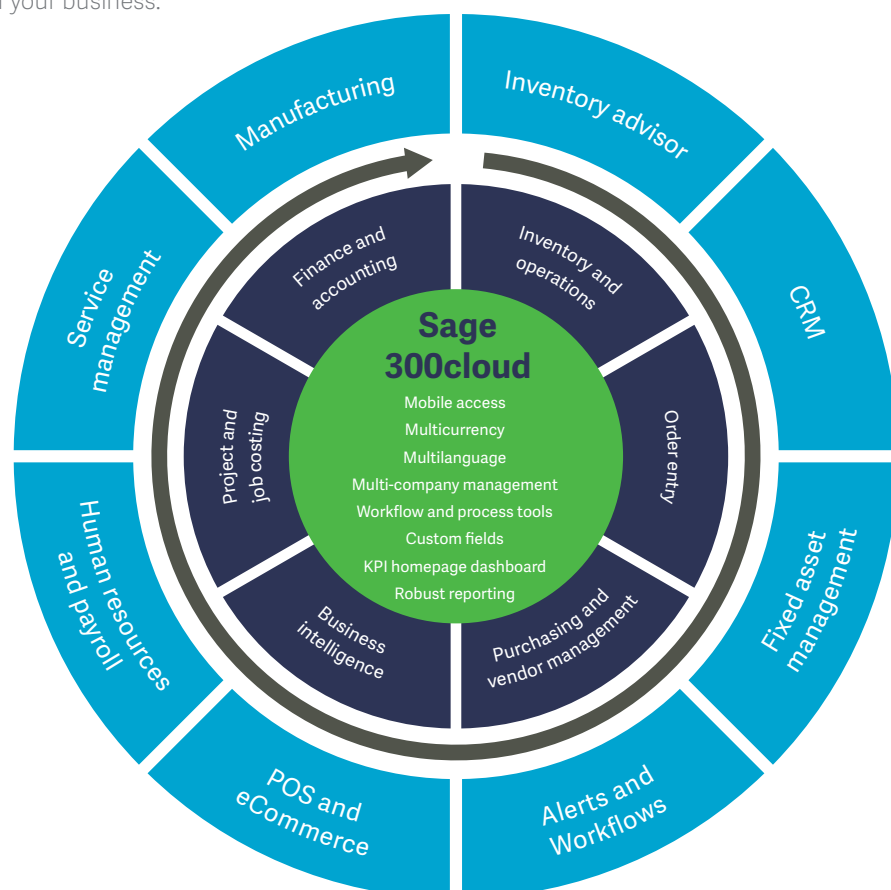 your business.
Manufacturing
Inventory advisor
CRM
Fixed asset
management
Alerts and
Workflows
POS and
eCommerce
Human resources
and payroll
Service
management
Finance and
accounting
Inventory and
operations
Order entry
Purchasing and
vendor management
Business
intelligence
Project and
job costing
Sage
300cloud
Mobile access
Multicurrency
Multilanguage
Multi-company management
Workflow and process tools
Custom fields
KPI homepage dashboard
Robust reporting